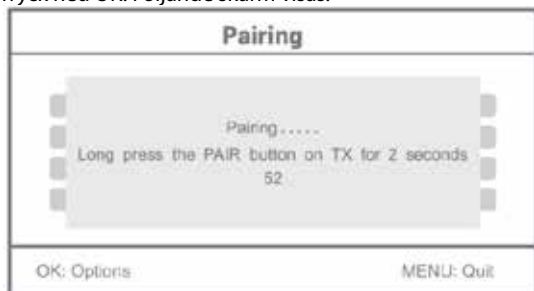 Pairing
Pairing.....
Long press the PAIR button on TX for 2 seconds
52
OK: Options
MENU: Quit